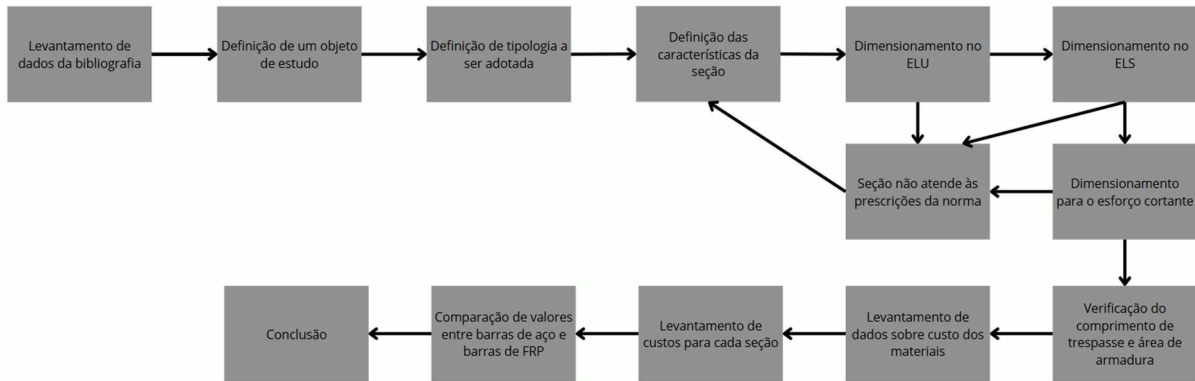 Levantamento de
dados da bibliografia
Definição de um objeto
de estudo
Definição de tipologia a
ser adotada
Definição das
características da
seção
Dimensionamento no
ELU
Dimensionamento no
ELS
Seção não atende às
prescrições da norma
Dimensionamento
para o esforço cortante
Conclusão
Comparação de valores
entre barras de aço e
barras de FRP
Levantamento de
custos para cada seção
Levantamento de
dados sobre custo dos
materiais
Verificação do
comprimento de
trespasse e área de
armadura